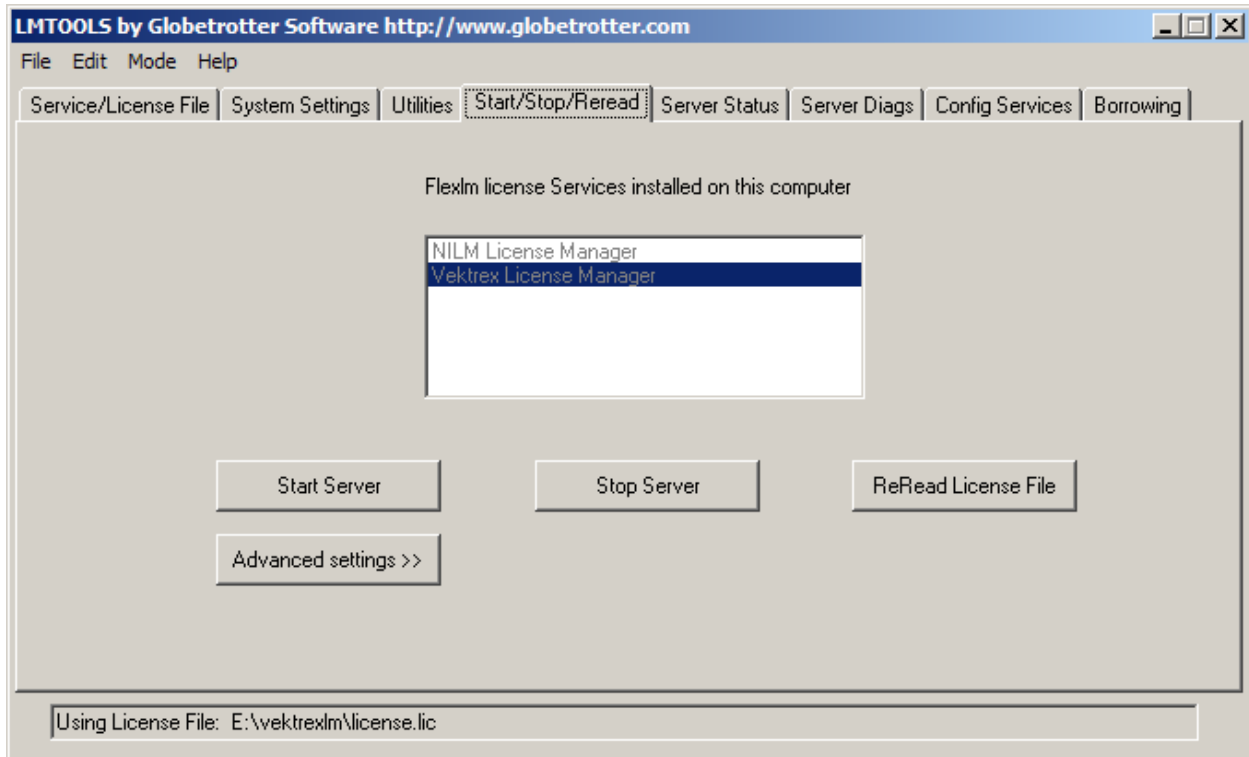 LMTOOLS by Globetrotter Software http://www.globetrotter.com
File Edit Mode Help
Service/License File System Settings Utilities Start/Stop/Reread Server Status Server Diags Config Services Borrowing
Flexlm license Services installed on this computer
NILM License Manager
Vektrex License Manager
Start Server Stop Server ReRead License File
Advanced settings >>
Using License File: E:\vektrexlm\license.lic